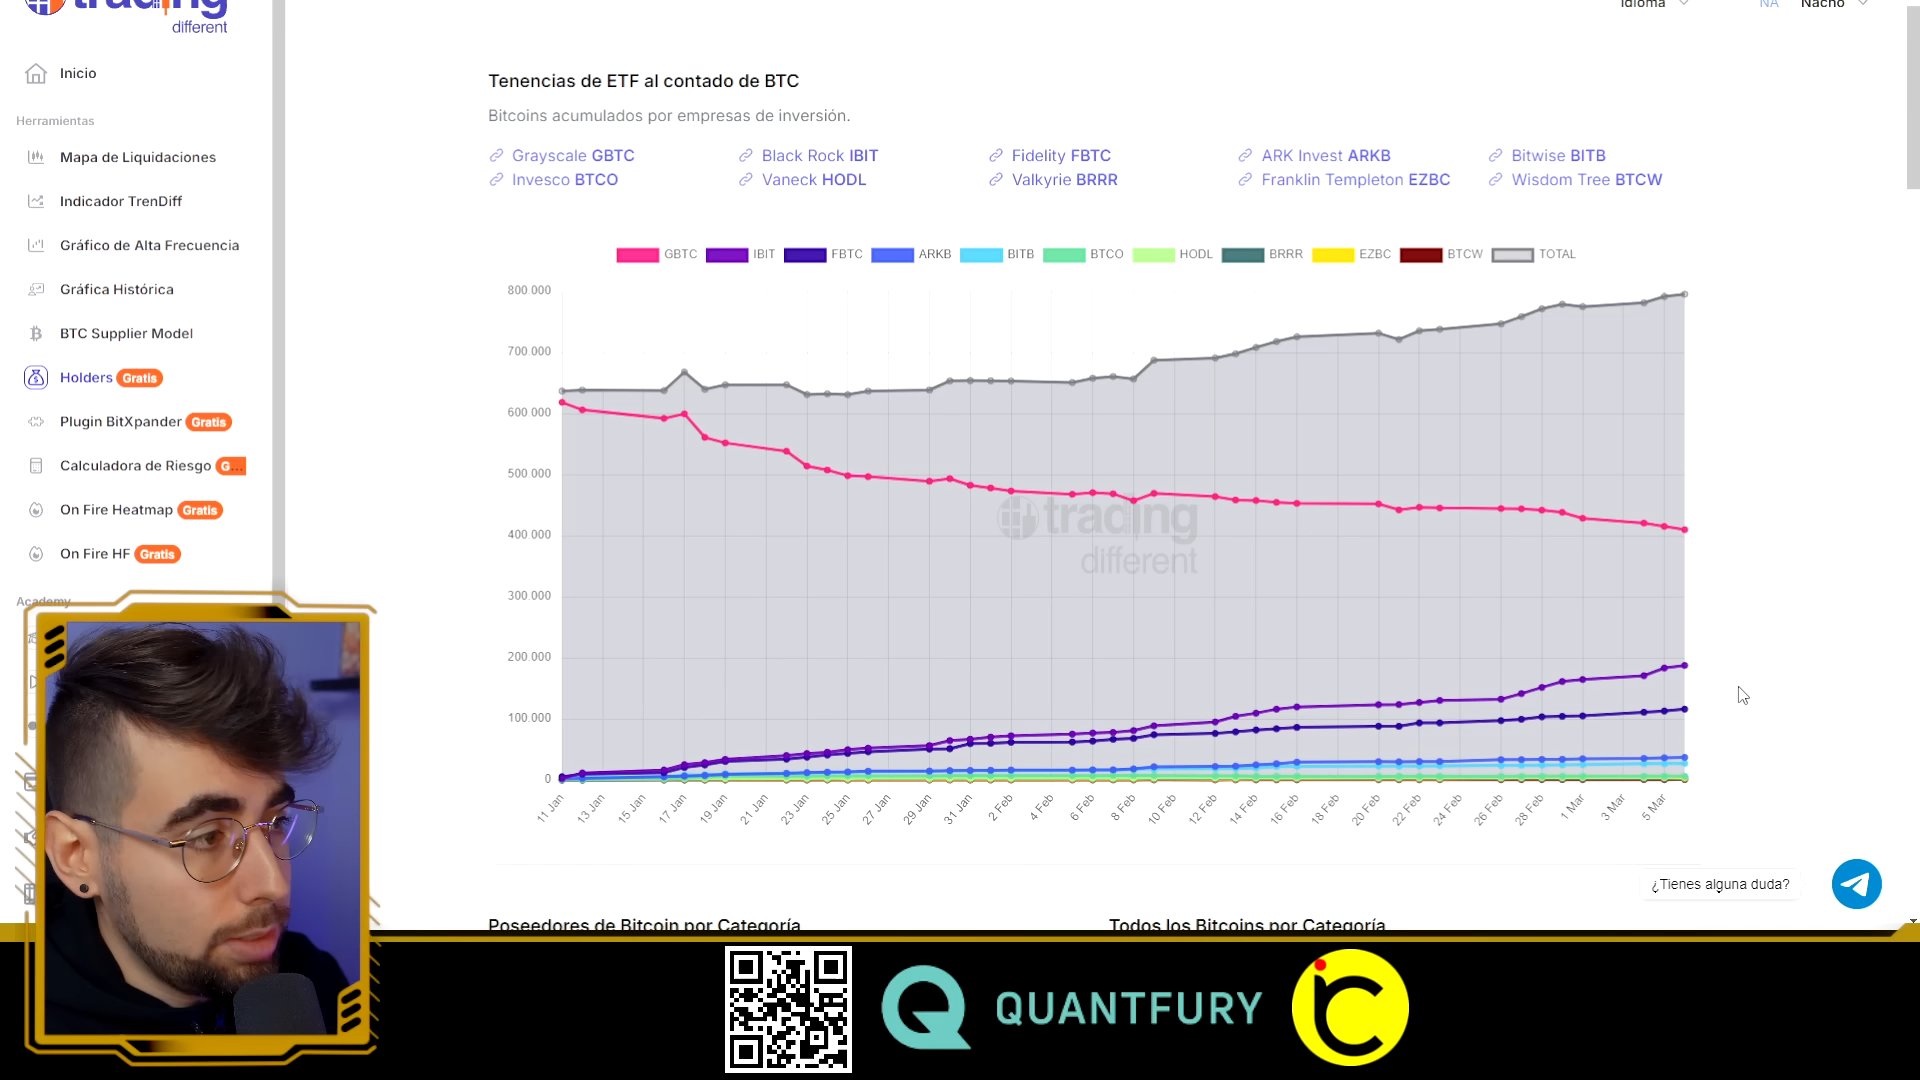 trading
different
Idioma
NA
Nacho
Inicio
Herramientas
Mapa de Liquidaciones
Indicador TrenDiff
Gráfico de Alta Frecuencia
Gráfica Histórica
BTC Supplier Model
Holders Gratis
Plugin BitXpander Gratis
Calculadora de Riesgo G...
On Fire Heatmap Gratis
On Fire HF Gratis
Academy
Tenencias de ETF al contado de BTC
Bitcoins acumulados por empresas de inversión.
Grayscale GBTC Black Rock IBIT Fidelity FBTC ARK Invest ARKB Bitwise BITB
Invesco BTCO Vaneck HODL Valkyrie BRRR Franklin Templeton EZBC Wisdom Tree BTCW
GBTC IBIT FBTC ARKB BITB BTCO HODL BRRR EZBC BTCW TOTAL
800 000
700 000
600 000
500 000
400 000
300 000
200 000
100 000
0
trading
different
11 Jan 13 Jan 15 Jan 17 Jan 19 Jan 21 Jan 23 Jan 25 Jan 27 Jan 29 Jan 31 Jan 2 Feb 4 Feb 6 Feb 8 Feb 10 Feb 12 Feb 14 Feb 16 Feb 18 Feb 20 Feb 22 Feb 24 Feb 26 Feb 28 Feb 1 Mar 3 Mar 5 Mar
¿Tienes alguna duda?
Poseedores de Bitcoin por Categoría
Todos los Bitcoins por Categoría
QUANTFURY